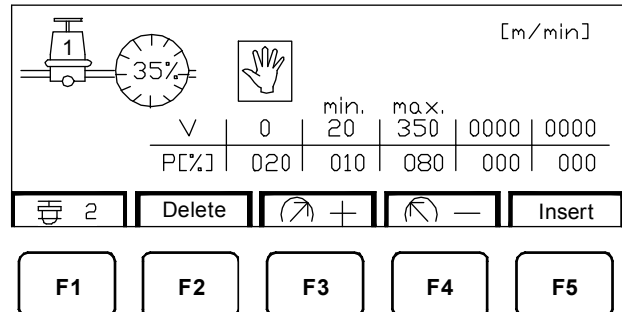 [m/min]
1
35%
min. max.
V 0 20 350 0000 0000
P[%] 020 010 080 000 000
2 Delete + - Insert
F1 F2 F3 F4 F5